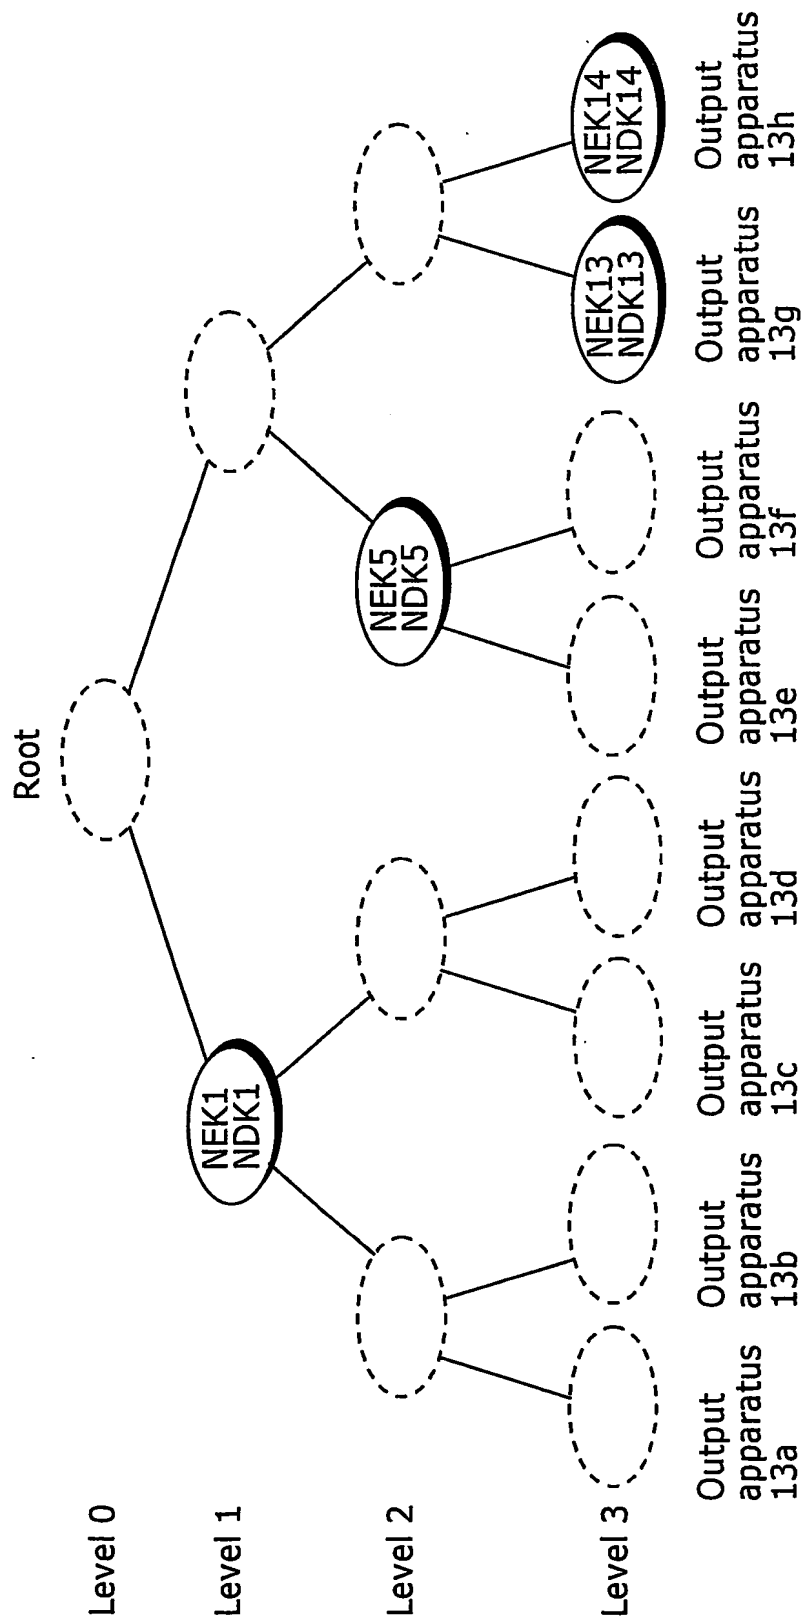 Root
Level 0
Level 1
NEK1
NDK1
Level 2
NEK5
NDK5
Level 3
NEK13
NDK13
NEK14
NDK14
Output
apparatus
13a
Output
apparatus
13b
Output
apparatus
13c
Output
apparatus
13d
Output
apparatus
13e
Output
apparatus
13f
Output
apparatus
13g
Output
apparatus
13h